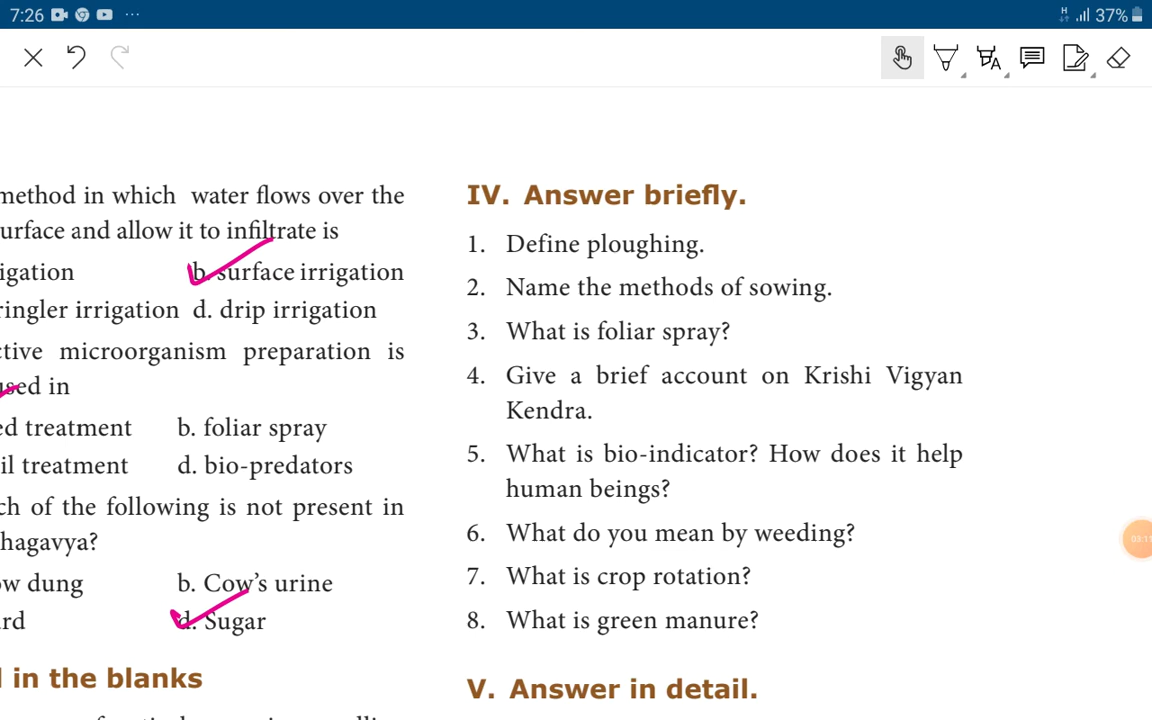 7:26 ··· H 37%
method in which water flows over the
urface and allow it to infiltrate is
igation b. surface irrigation
ringler irrigation d. drip irrigation
ctive microorganism preparation is
used in
ed treatment b. foliar spray
il treatment d. bio-predators
ch of the following is not present in
hagavya?
ow dung b. Cow's urine
rd d. Sugar
in the blanks
IV. Answer briefly.
1. Define ploughing.
2. Name the methods of sowing.
3. What is foliar spray?
4. Give a brief account on Krishi Vigyan
Kendra.
5. What is bio-indicator? How does it help
human beings?
6. What do you mean by weeding?
7. What is crop rotation?
8. What is green manure?
V. Answer in detail.